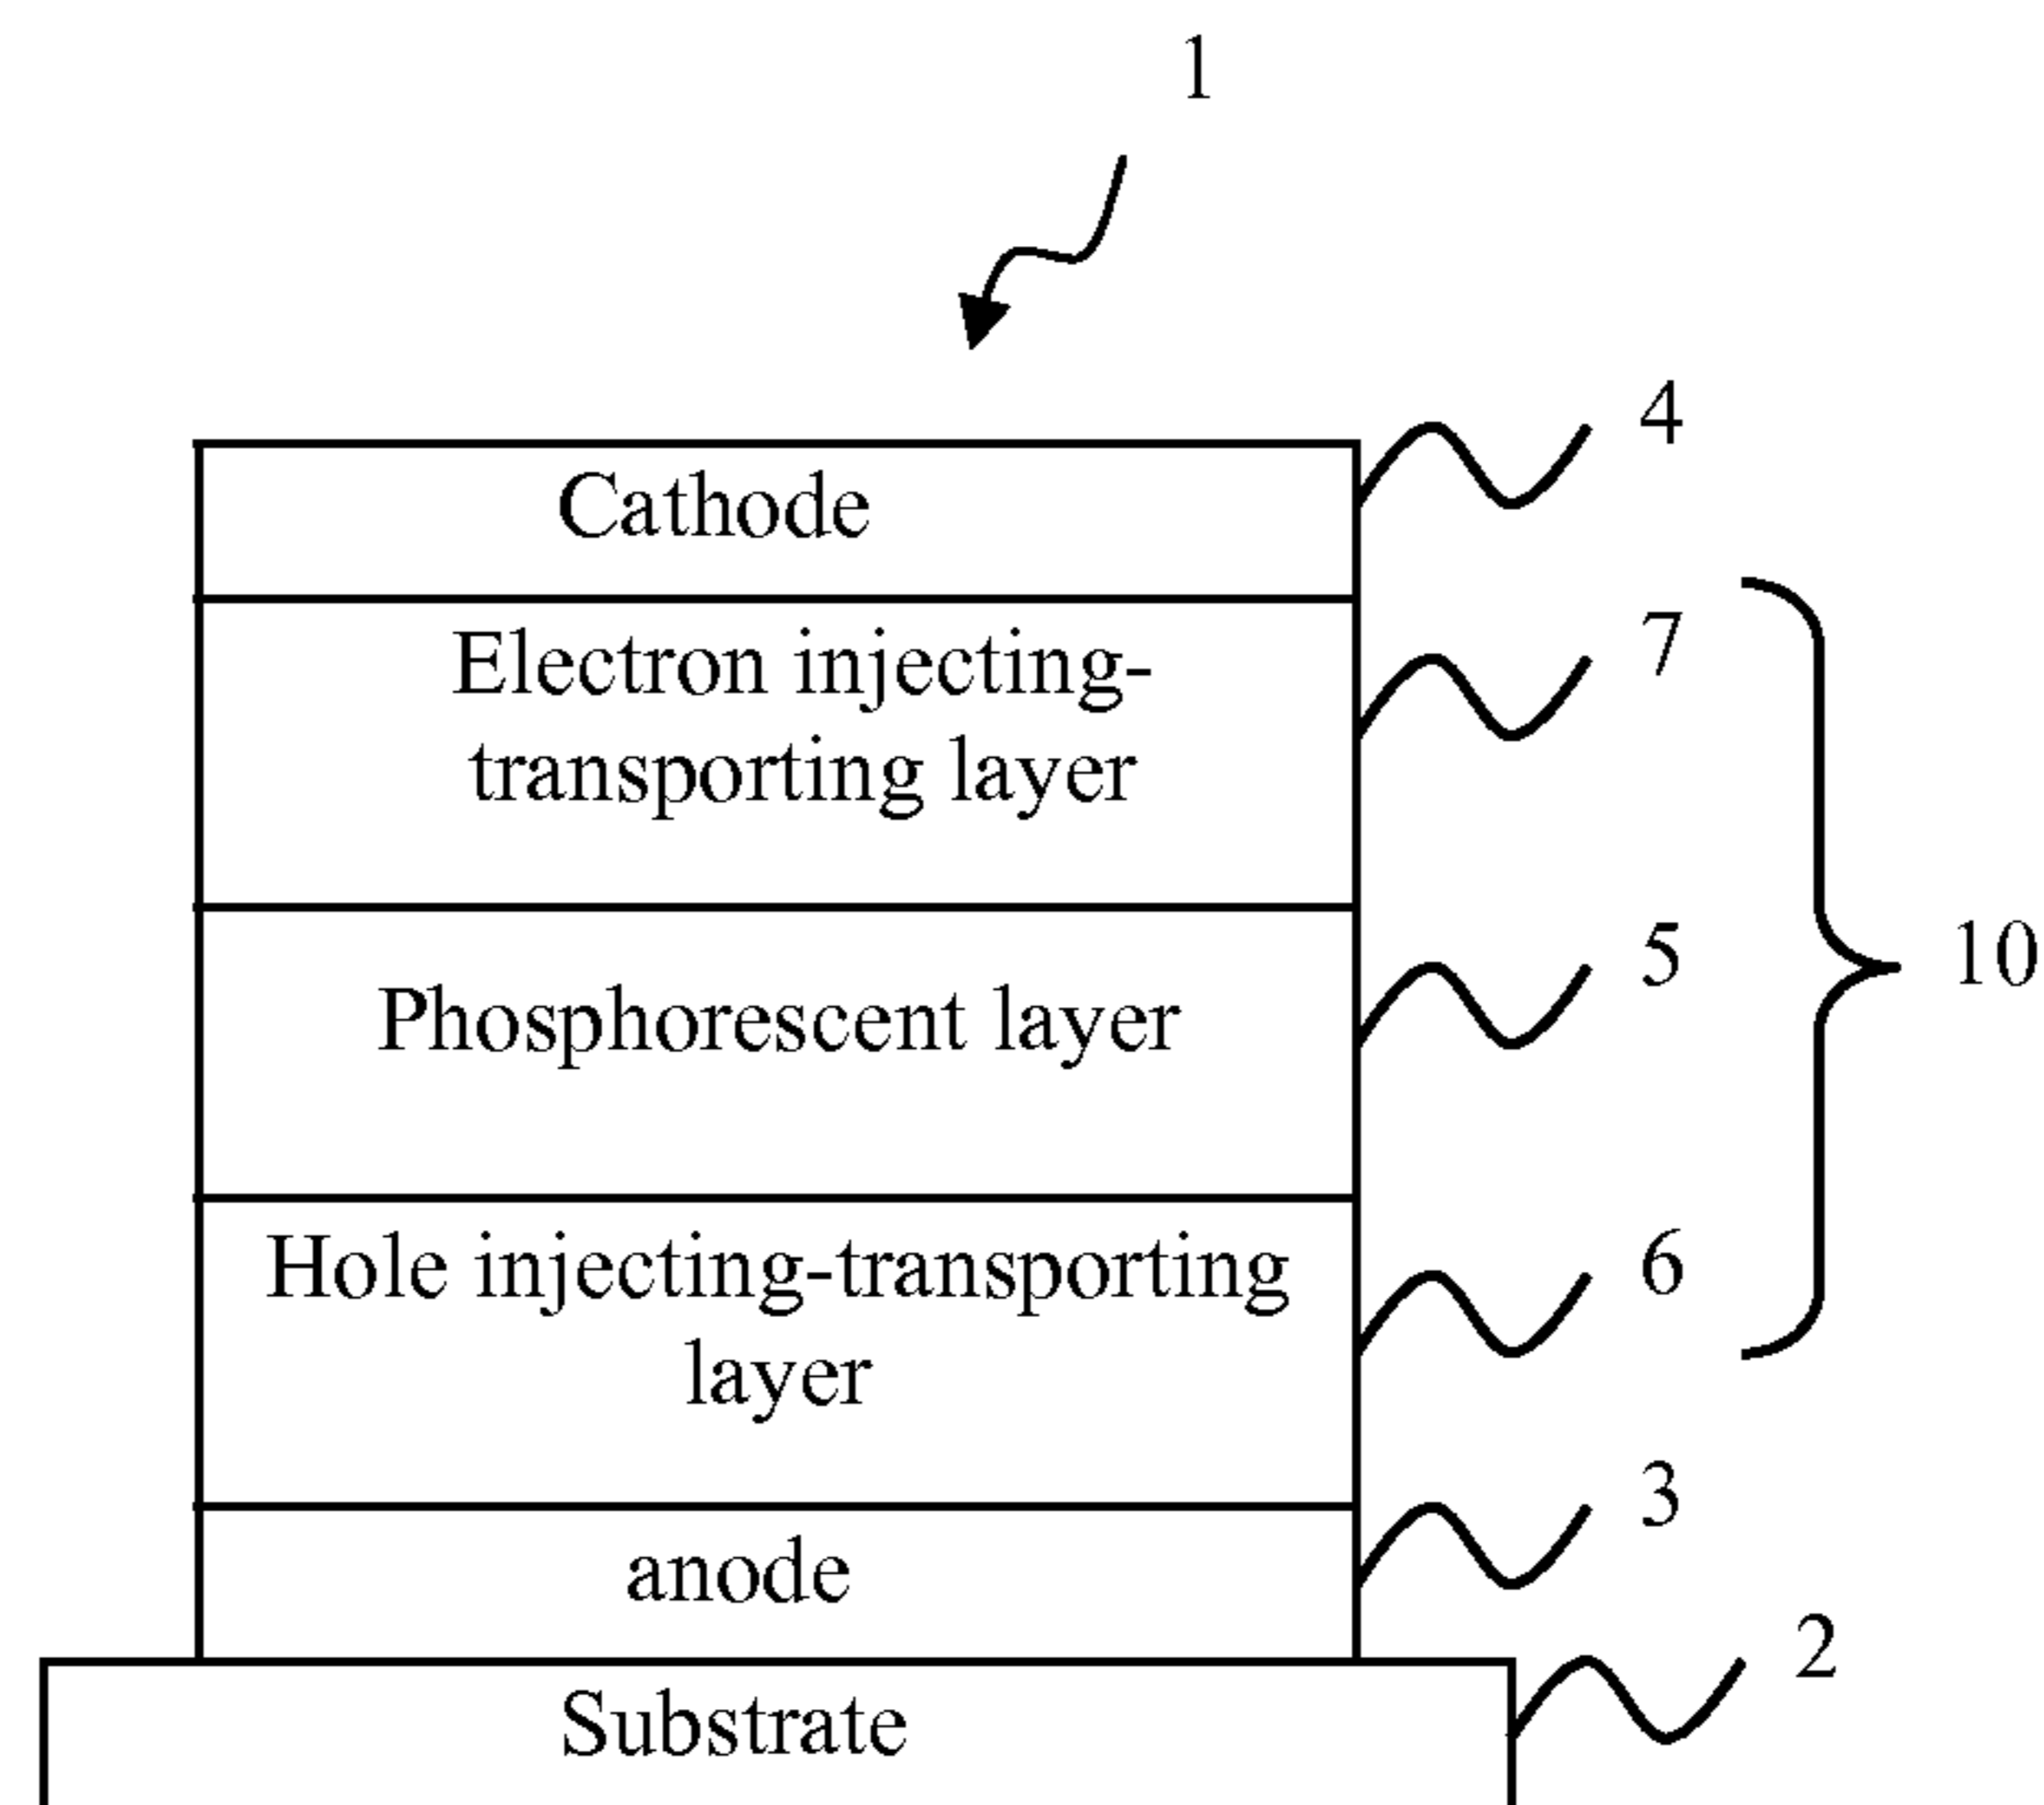 1
Cathode
4
Electron injecting-
transporting layer
7
Phosphorescent layer
5
10
Hole injecting-transporting
layer
6
anode
3
Substrate
2